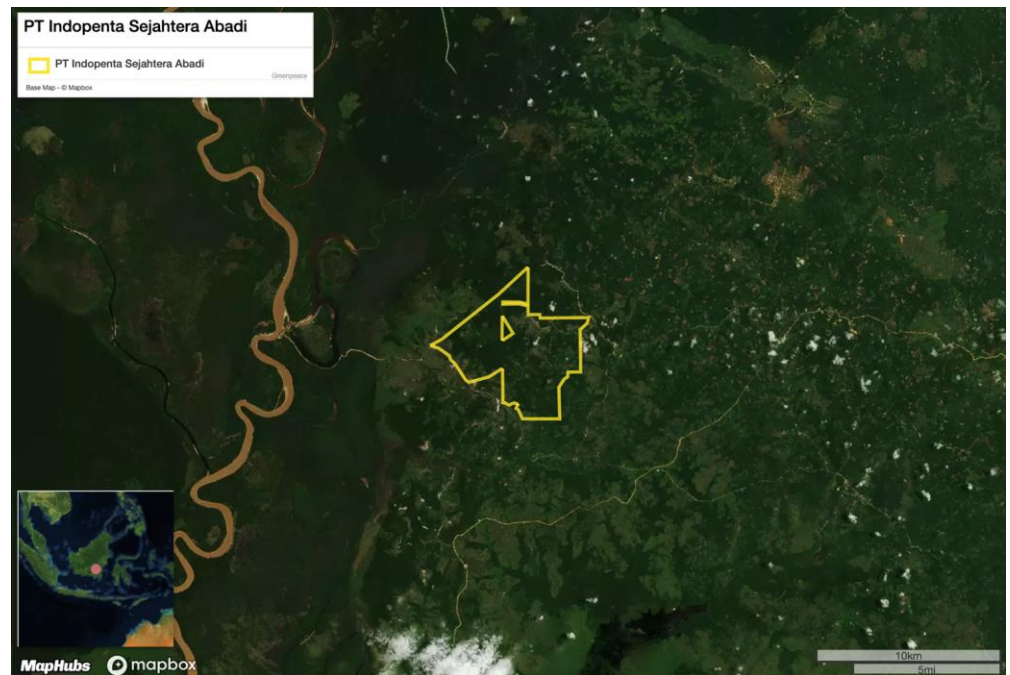 PT Indopenta Sejahtera Abadi
PT Indopenta Sejahtera Abadi
Greenpeace
Base Map - © Mapbox
MapHubs
mapbox
10km
5mi